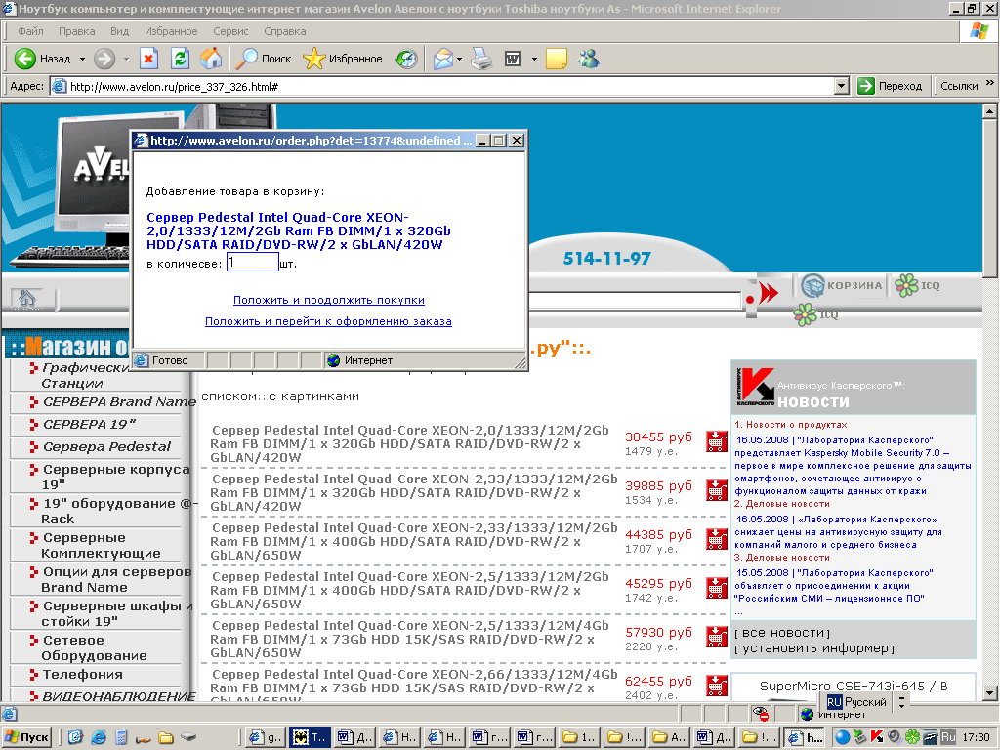 Ноутбук компьютер и комплектующие интернет магазин Avelon Авелон с ноутбуки Toshiba ноутбуки As - Microsoft Internet Explorer
Файл Правка Вид Избранное Сервис Справка
Назад Поиск Избранное
Адрес: http://www.avelon.ru/price_337_326.html# Переход Ссылки »
http://www.avelon.ru/order.php?det=13774&undefined ...
Добавление товара в корзину:
Сервер Pedestal Intel Quad-Core XEON-
2,0/1333/12M/2Gb Ram FB DIMM/1 x 320Gb
HDD/SATA RAID/DVD-RW/2 x GbLAN/420W
в количесве: 1 шт.
Положить и продолжить покупки
Положить и перейти к оформлению заказа
Готово Интернет
514-11-97
КОРЗИНА ICQ
ICQ
::Магазин о
.ру"::.
Графически
Станции
СЕРВЕРА Brand Name
СЕРВЕРА 19"
Сервера Pedestal
Серверные корпуса
19"
19" оборудование @-
Rack
Серверные
Комплектующие
Опции для серверов
Brand Name
Серверные шкафы и
стойки 19"
Сетевое
Оборудование
Телефония
ВИДЕОНАБЛЮДЕНИЕ
списком::с картинками
Сервер Pedestal Intel Quad-Core XEON-2,0/1333/12M/2Gb
Ram FB DIMM/1 x 320Gb HDD/SATA RAID/DVD-RW/2 x
GbLAN/420W
38455 руб
1479 у.е.
Сервер Pedestal Intel Quad-Core XEON-2,33/1333/12M/2Gb
Ram FB DIMM/1 x 320Gb HDD/SATA RAID/DVD-RW/2 x
GbLAN/420W
39885 руб
1534 у.е.
Сервер Pedestal Intel Quad-Core XEON-2,33/1333/12M/2Gb
Ram FB DIMM/1 x 400Gb HDD/SATA RAID/DVD-RW/2 x
GbLAN/650W
44385 руб
1707 у.е.
Сервер Pedestal Intel Quad-Core XEON-2,5/1333/12M/2Gb
Ram FB DIMM/1 x 400Gb HDD/SATA RAID/DVD-RW/2 x
GbLAN/650W
45295 руб
1742 у.е.
Сервер Pedestal Intel Quad-Core XEON-2,5/1333/12M/4Gb
Ram FB DIMM/1 x 73Gb HDD 15K/SAS RAID/DVD-RW/2 x
GbLAN/650W
57930 руб
2228 у.е.
Сервер Pedestal Intel Quad-Core XEON-2,66/1333/12M/4Gb
Ram FB DIMM/1 x 73Gb HDD 15K/SAS RAID/DVD-RW/2 x
GbLAN/650W
62455 руб
2402 у.е.
Антивирус Касперского™:
НОВОСТИ
1. Новости о продуктах
16.05.2008 | "Лаборатория Касперского"
представляет Kaspersky Mobile Security 7.0 –
первое в мире комплексное решение для защиты
смартфонов, сочетающее антивирус с
функционалом защиты данных от кражи
2. Деловые новости
16.05.2008 | «Лаборатория Касперского»
снижает цены на антивирусную защиту для
компаний малого и среднего бизнеса
3. Деловые новости
15.05.2008 | "Лаборатория Касперского"
объявляет о присоединении к акции
"Российским СМИ – лицензионное ПО"
...
[ все новости ]
[ установить информер ]
SuperMicro CSE-743i-645 / B
RU Русский
Интернет
Пуск g.. Т.. Д.. Н.. Н.. г.. г.. 1.. !.. А.. Д.. !.. h.. Ru 17:30